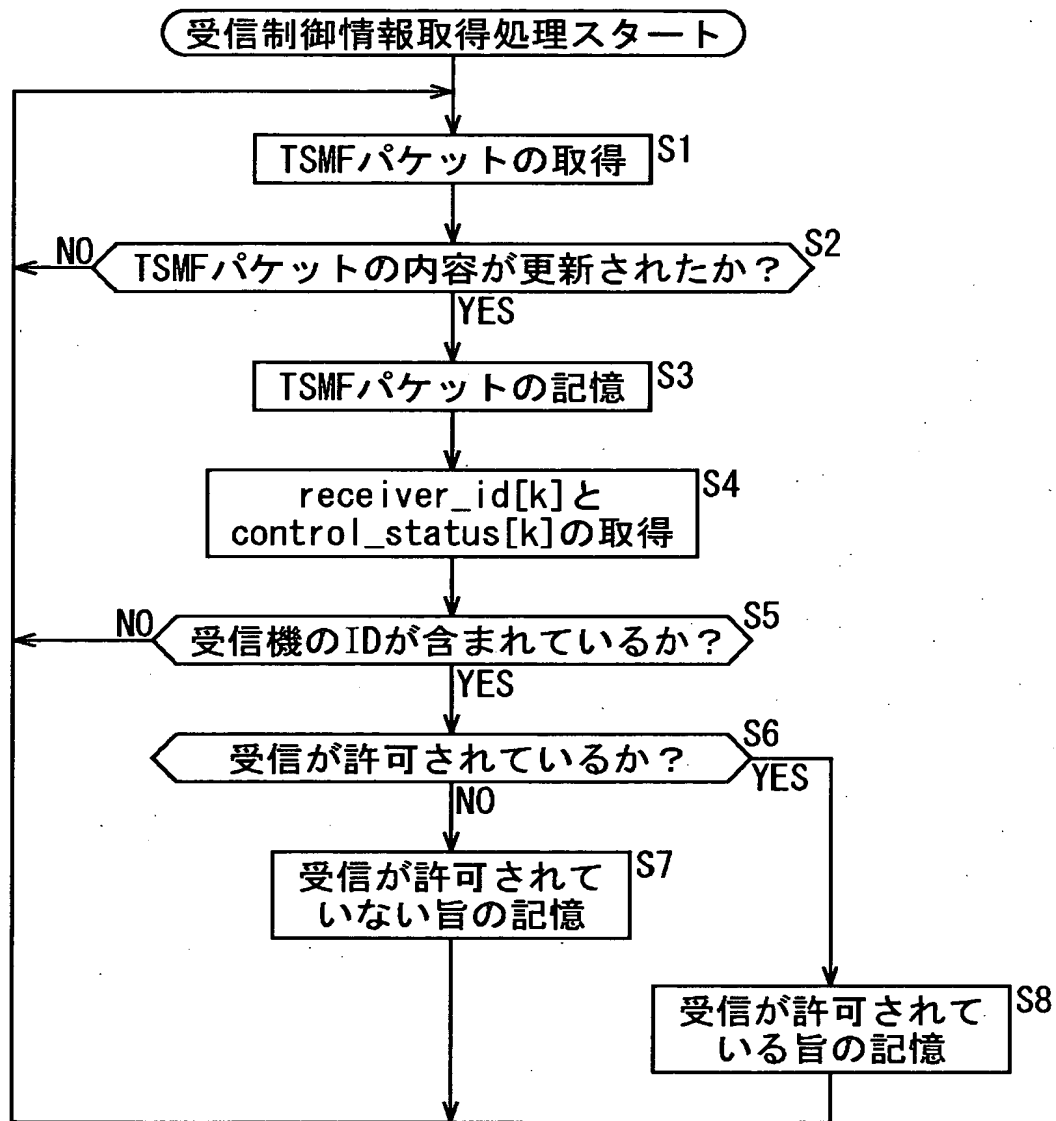 受信制御情報取得処理スタート
TSMFパケットの取得
S1
TSMFパケットの内容が更新されたか?
S2
NO
YES
TSMFパケットの記憶
S3
receiver_id[k]と
control_status[k]の取得
S4
受信機のIDが含まれているか?
S5
NO
YES
受信が許可されているか?
S6
YES
NO
受信が許可されて
いない旨の記憶
S7
受信が許可されて
いる旨の記憶
S8